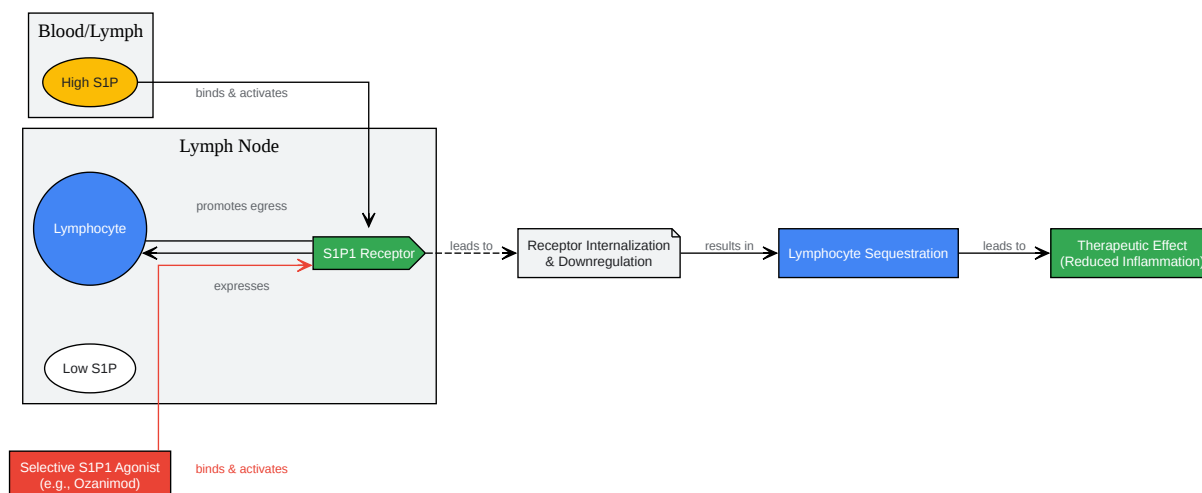 Blood/Lymph
High S1P
binds & activates
Lymph Node
Lymphocyte
promotes egress
S1P1 Receptor
expresses
Low S1P
leads to
Receptor Internalization
& Downregulation
results in
Lymphocyte Sequestration
leads to
Therapeutic Effect
(Reduced Inflammation)
Selective S1P1 Agonist
(e.g., Ozanimod)
binds & activates